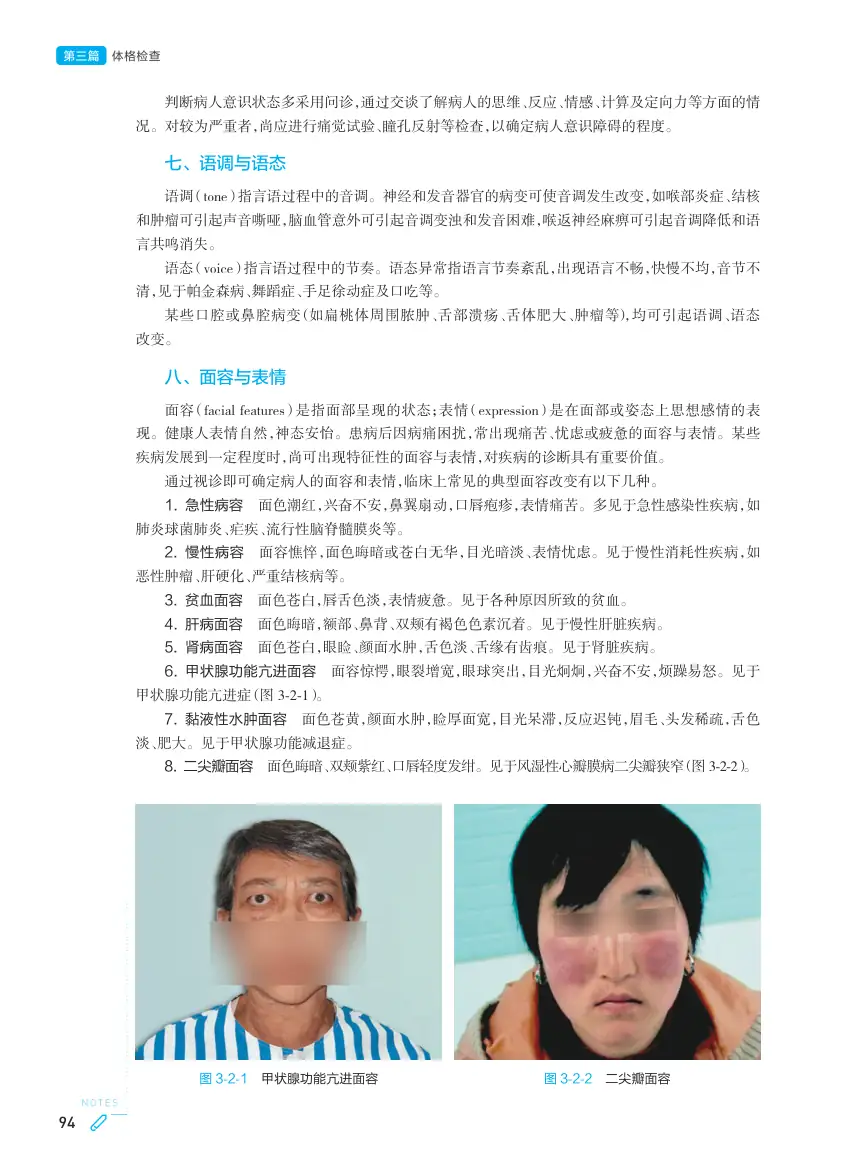 第三篇 体格检查
判断病人意识状态多采用问诊,通过交谈了解病人的思维、反应、情感、计算及定向力等方面的情
况。对较为严重者,尚应进行痛觉试验、瞳孔反射等检查,以确定病人意识障碍的程度。
七、语调与语态
语调(tone)指言语过程中的音调。神经和发音器官的病变可使音调发生改变,如喉部炎症、结核
和肿瘤可引起声音嘶哑,脑血管意外可引起音调变浊和发音困难,喉返神经麻痹可引起音调降低和语
言共鸣消失。
语态(voice)指言语过程中的节奏。语态异常指语言节奏紊乱,出现语言不畅,快慢不均,音节不
清,见于帕金森病、舞蹈症、手足徐动症及口吃等。
某些口腔或鼻腔病变(如扁桃体周围脓肿、舌部溃疡、舌体肥大、肿瘤等),均可引起语调、语态
改变。
八、面容与表情
面容(facial features)是指面部呈现的状态;表情(expression)是在面部或姿态上思想感情的表
现。健康人表情自然,神态安怡。患病后因病痛困扰,常出现痛苦、忧虑或疲惫的面容与表情。某些
疾病发展到一定程度时,尚可出现特征性的面容与表情,对疾病的诊断具有重要价值。
通过视诊即可确定病人的面容和表情,临床上常见的典型面容改变有以下几种。
1. 急性病容 面色潮红,兴奋不安,鼻翼扇动,口唇疱疹,表情痛苦。多见于急性感染性疾病,如
肺炎球菌肺炎、疟疾、流行性脑脊髓膜炎等。
2. 慢性病容 面容憔悴,面色晦暗或苍白无华,目光暗淡、表情忧虑。见于慢性消耗性疾病,如
恶性肿瘤、肝硬化、严重结核病等。
3. 贫血面容 面色苍白,唇舌色淡,表情疲惫。见于各种原因所致的贫血。
4. 肝病面容 面色晦暗,额部、鼻背、双颊有褐色色素沉着。见于慢性肝脏疾病。
5. 肾病面容 面色苍白,眼睑、颜面水肿,舌色淡、舌缘有齿痕。见于肾脏疾病。
6. 甲状腺功能亢进面容 面容惊愕,眼裂增宽,眼球突出,目光炯炯,兴奋不安,烦躁易怒。见于
甲状腺功能亢进症(图 3-2-1)。
7. 黏液性水肿面容 面色苍黄,颜面水肿,睑厚面宽,目光呆滞,反应迟钝,眉毛、头发稀疏,舌色
淡、肥大。见于甲状腺功能减退症。
8. 二尖瓣面容 面色晦暗、双颊紫红、口唇轻度发绀。见于风湿性心瓣膜病二尖瓣狭窄(图 3-2-2)。
图 3-2-1 甲状腺功能亢进面容
图 3-2-2 二尖瓣面容
NOTES
94